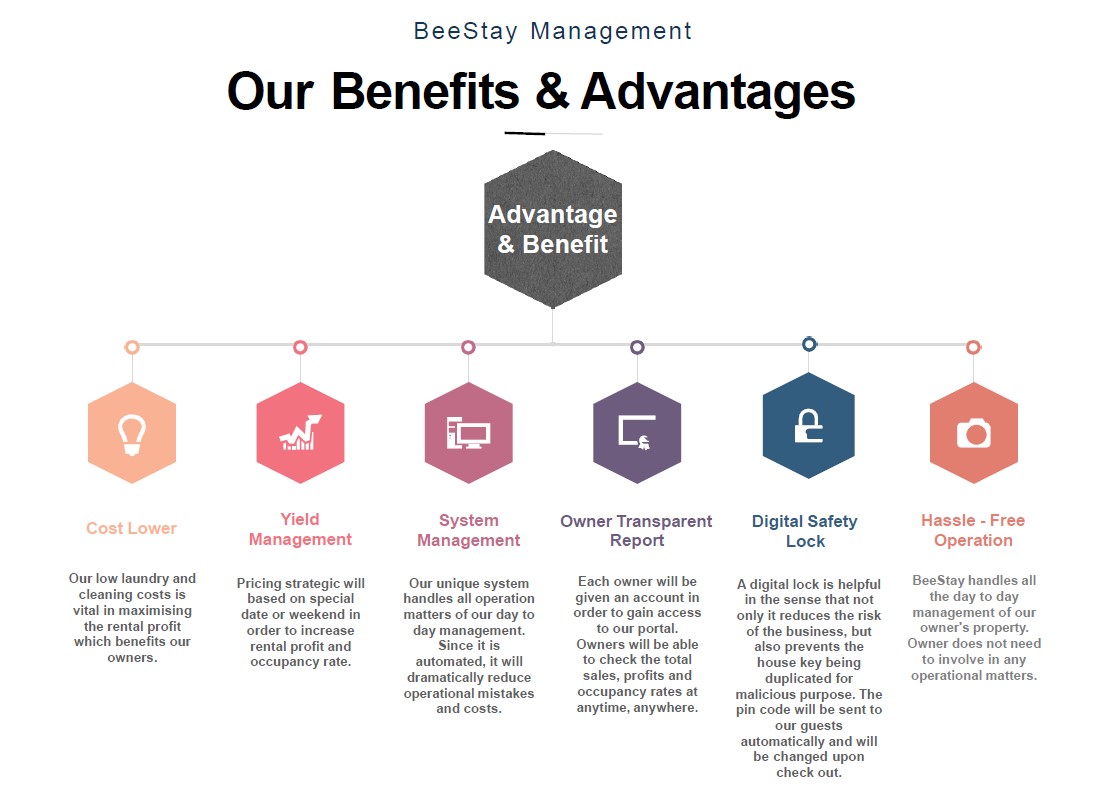 BeeStay Management
Our Benefits & Advantages
Advantage
& Benefit
Cost Lower
Our low laundry and
cleaning costs is
vital in maximising
the rental profit
which benefits our
owners.
Yield
Management
Pricing strategic will
based on special
date or weekend in
order to increase
rental profit and
occupancy rate.
System
Management
Our unique system
handles all operation
matters of our day to
day management.
Since it is
automated, it will
dramatically reduce
operational mistakes
and costs.
Owner Transparent
Report
Each owner will be
given an account in
order to gain access
to our portal.
Owners will be able
to check the total
sales, profits and
occupancy rates at
anytime, anywhere.
Digital Safety
Lock
A digital lock is helpful
in the sense that not
only it reduces the risk
of the business, but
also prevents the
house key being
duplicated for
malicious purpose. The
pin code will be sent to
our guests
automatically and will
be changed upon
check out.
Hassle - Free
Operation
BeeStay handles all
the day to day
management of our
owner's property.
Owner does not need
to involve in any
operational matters.